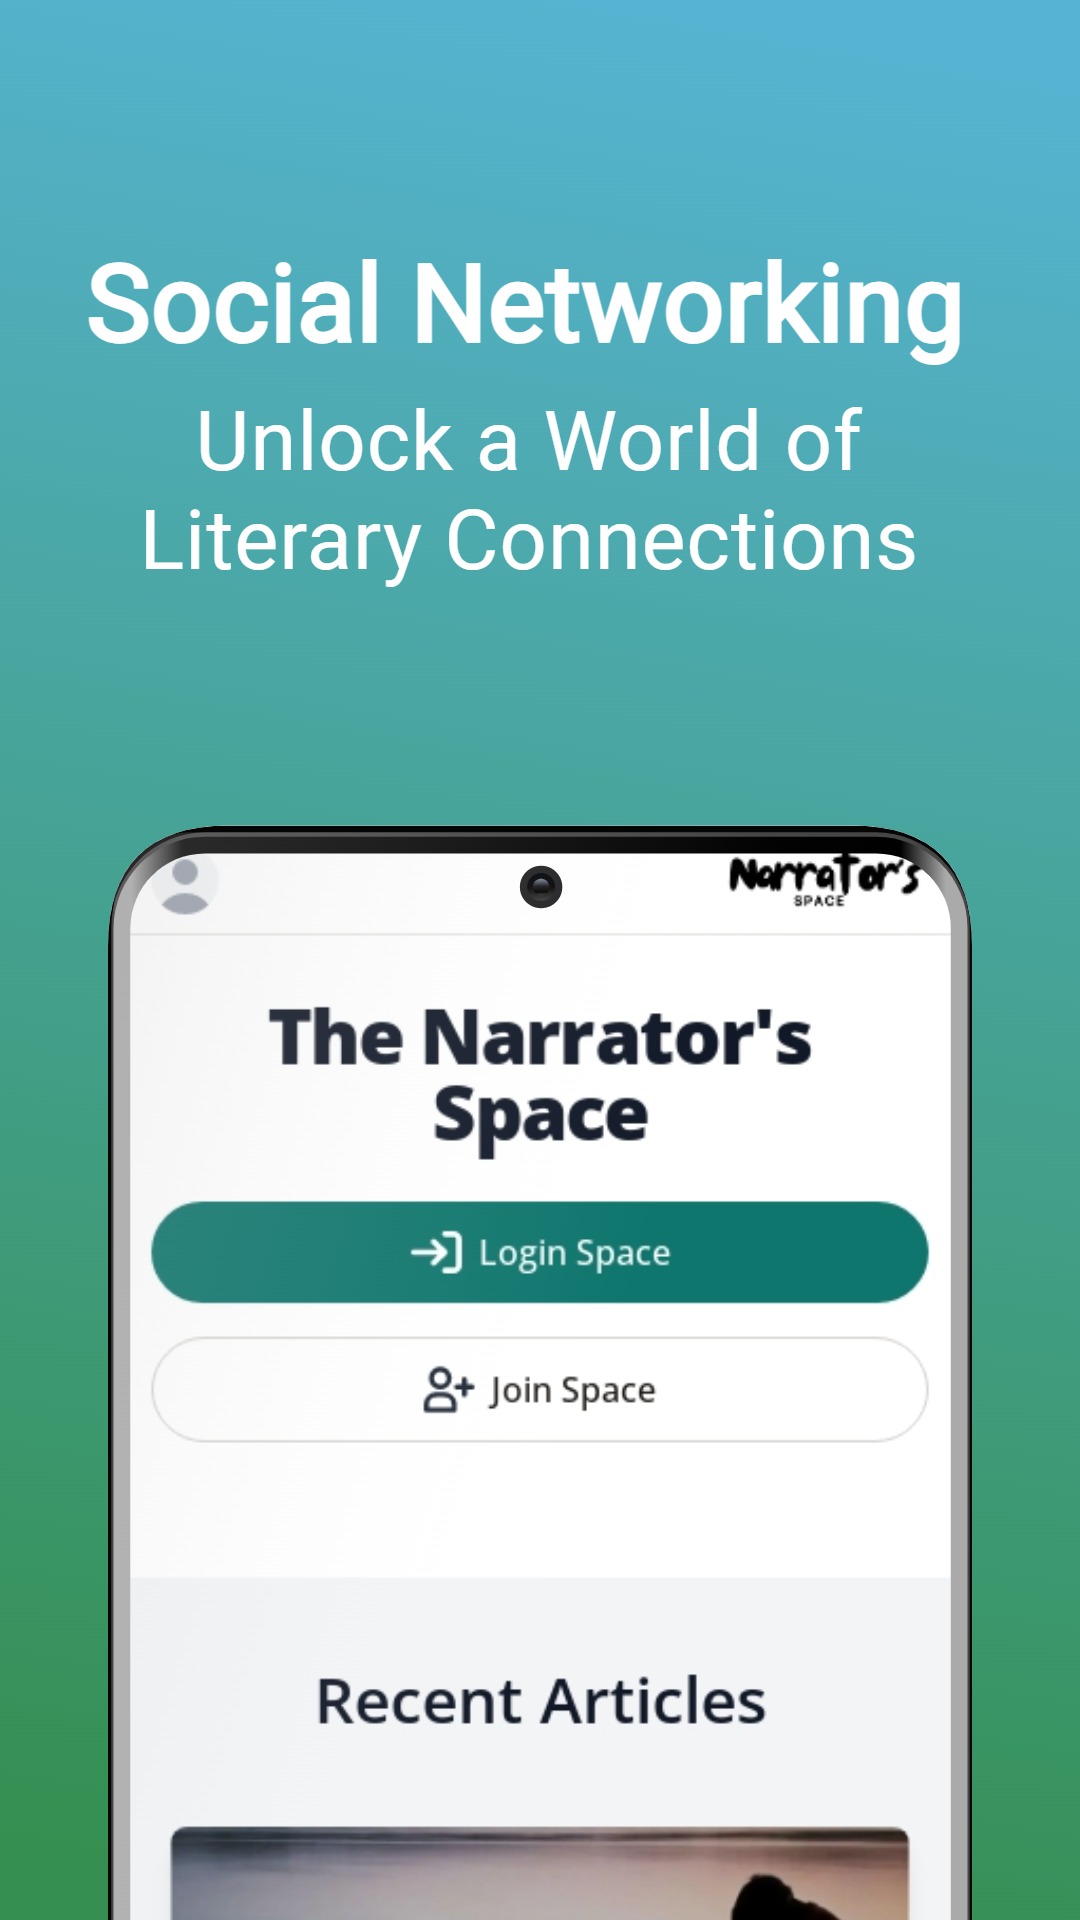 Social Networking
Unlock a World of
Literary Connections
Narrator's
SPACE
The Narrator's
Space
Login Space
Join Space
Recent Articles